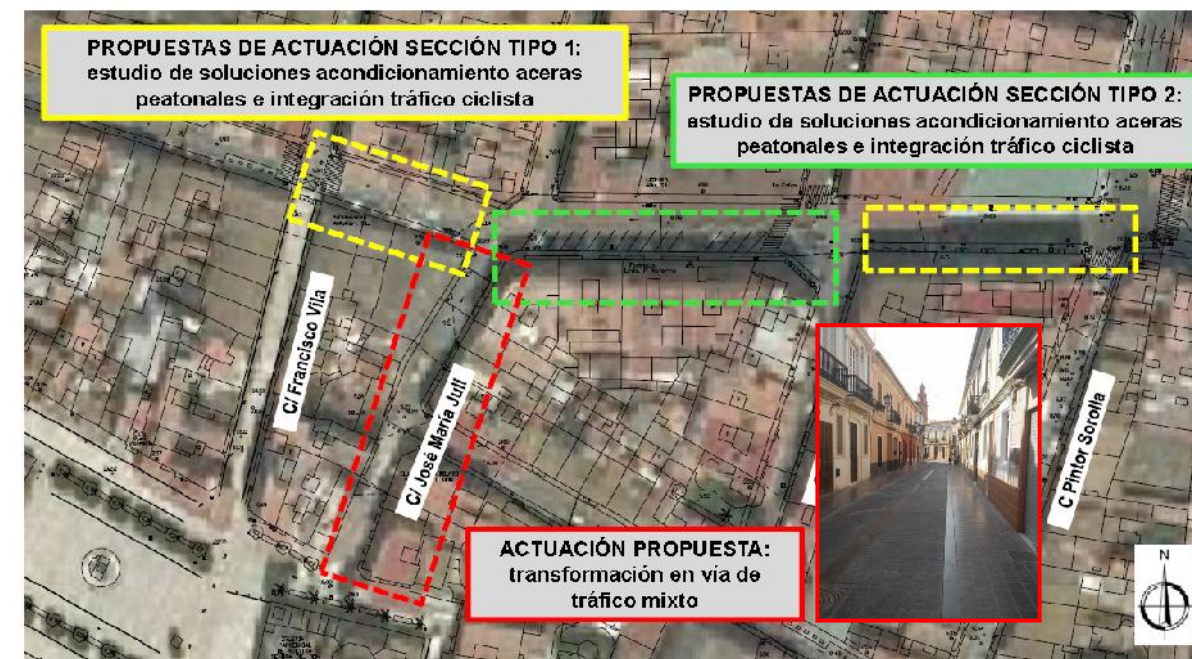 PROPUESTAS DE ACTUACIÓN SECCIÓN TIPO 1:
estudio de soluciones acondicionamiento aceras
peatonales e integración tráfico ciclista
PROPUESTAS DE ACTUACIÓN SECCIÓN TIPO 2:
estudio de soluciones acondicionamiento aceras
peatonales e integración tráfico ciclista
C/ Francisco Vila
C/ José María Juli
C Pintor Sorolla
ACTUACIÓN PROPUESTA:
transformación en vía de
tráfico mixto
N